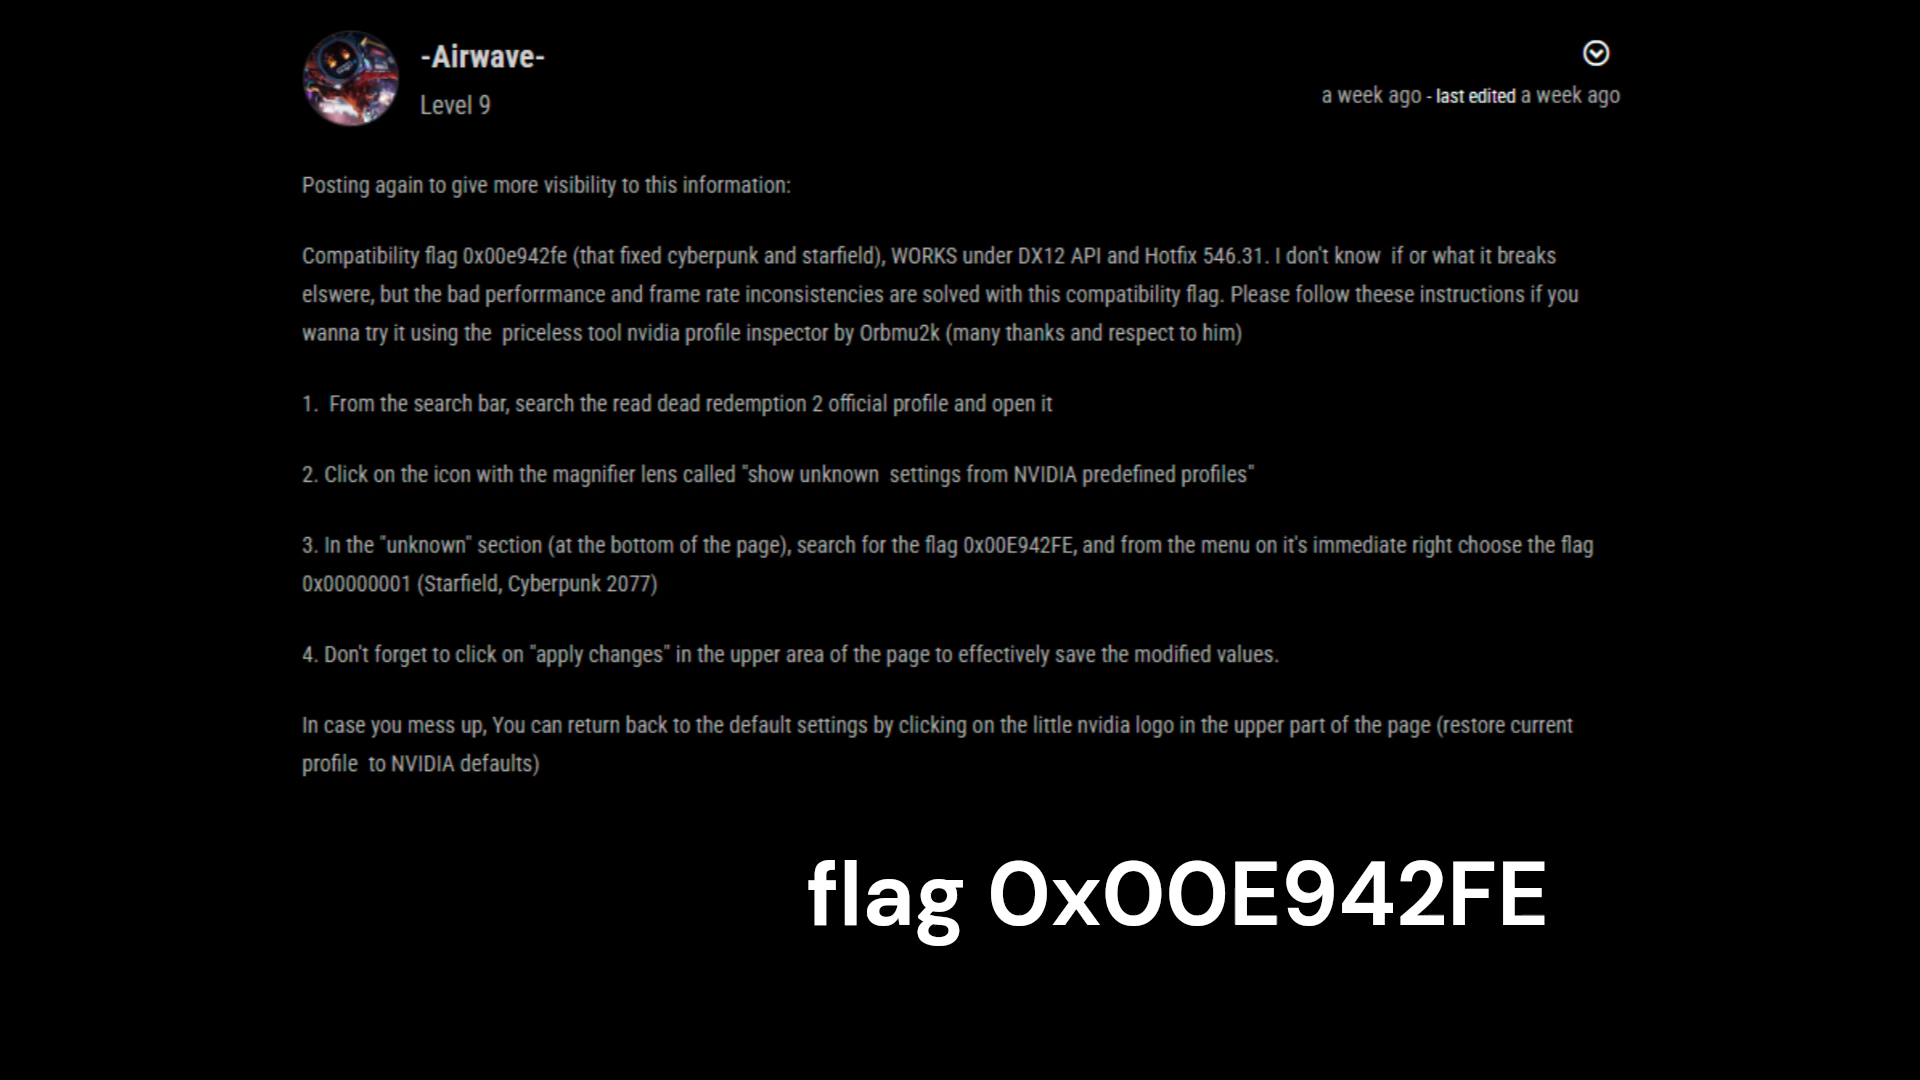 -Airwave-
Level 9
a week ago - last edited a week ago
Posting again to give more visibility to this information:
Compatibility flag 0x00e942fe (that fixed cyberpunk and starfield), WORKS under DX12 API and Hotfix 546.31. I don't know  if or what it breaks
elswere, but the bad perforrmance and frame rate inconsistencies are solved with this compatibility flag. Please follow theese instructions if you
wanna try it using the  priceless tool nvidia profile inspector by Orbmu2k (many thanks and respect to him)
1.  From the search bar, search the read dead redemption 2 official profile and open it
2. Click on the icon with the magnifier lens called "show unknown  settings from NVIDIA predefined profiles"
3. In the "unknown" section (at the bottom of the page), search for the flag 0x00E942FE, and from the menu on it's immediate right choose the flag
0x00000001 (Starfield, Cyberpunk 2077)
4. Don't forget to click on "apply changes" in the upper area of the page to effectively save the modified values.
In case you mess up, You can return back to the default settings by clicking on the little nvidia logo in the upper part of the page (restore current
profile  to NVIDIA defaults)
flag 0x00E942FE